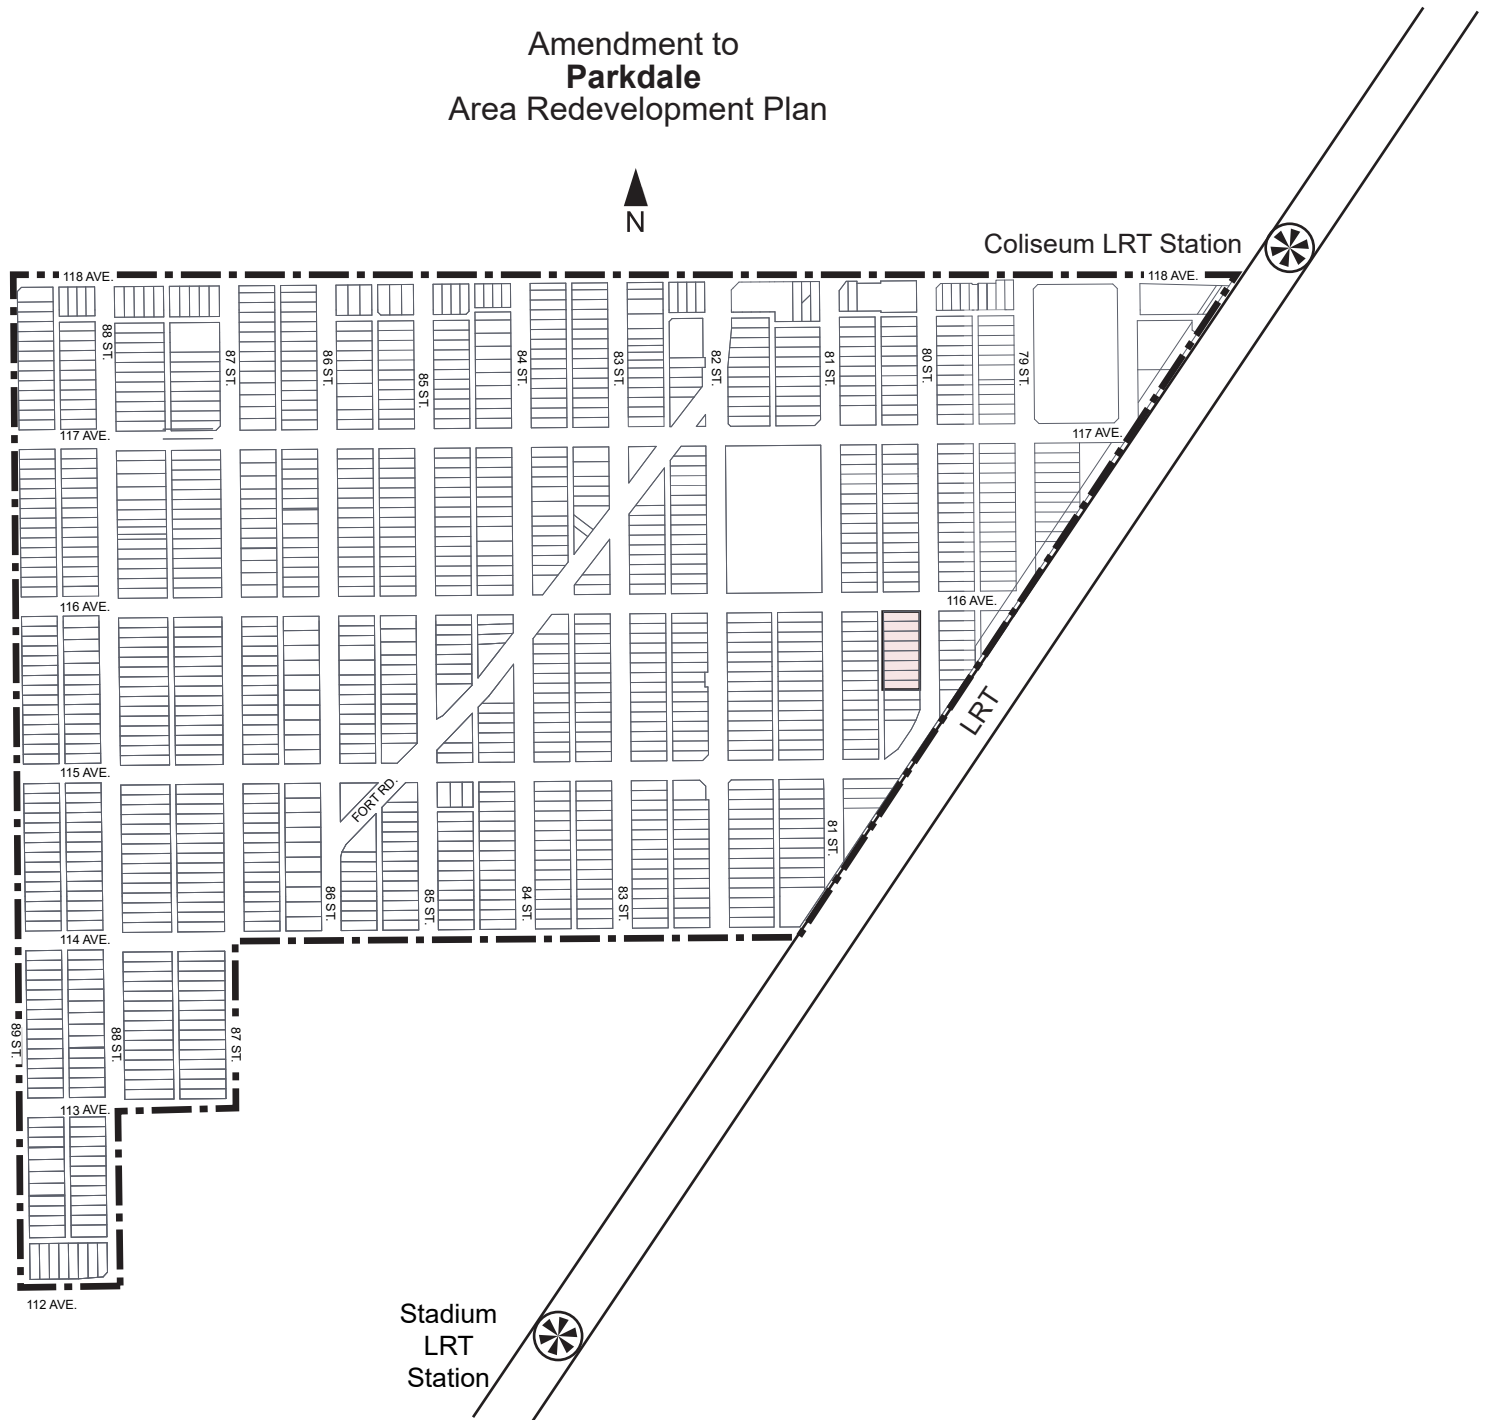 Amendment to
Parkdale
Area Redevelopment Plan
N
Coliseum LRT Station
118 AVE.
118 AVE.
88 ST.
87 ST.
86 ST.
85 ST.
84 ST.
83 ST.
82 ST.
81 ST.
80 ST.
79 ST.
117 AVE.
117 AVE.
116 AVE.
116 AVE.
LRT
115 AVE.
FORT RD.
81 ST.
86 ST.
85 ST.
84 ST.
83 ST.
114 AVE.
89 ST.
88 ST.
87 ST.
113 AVE.
112 AVE.
Stadium
LRT
Station